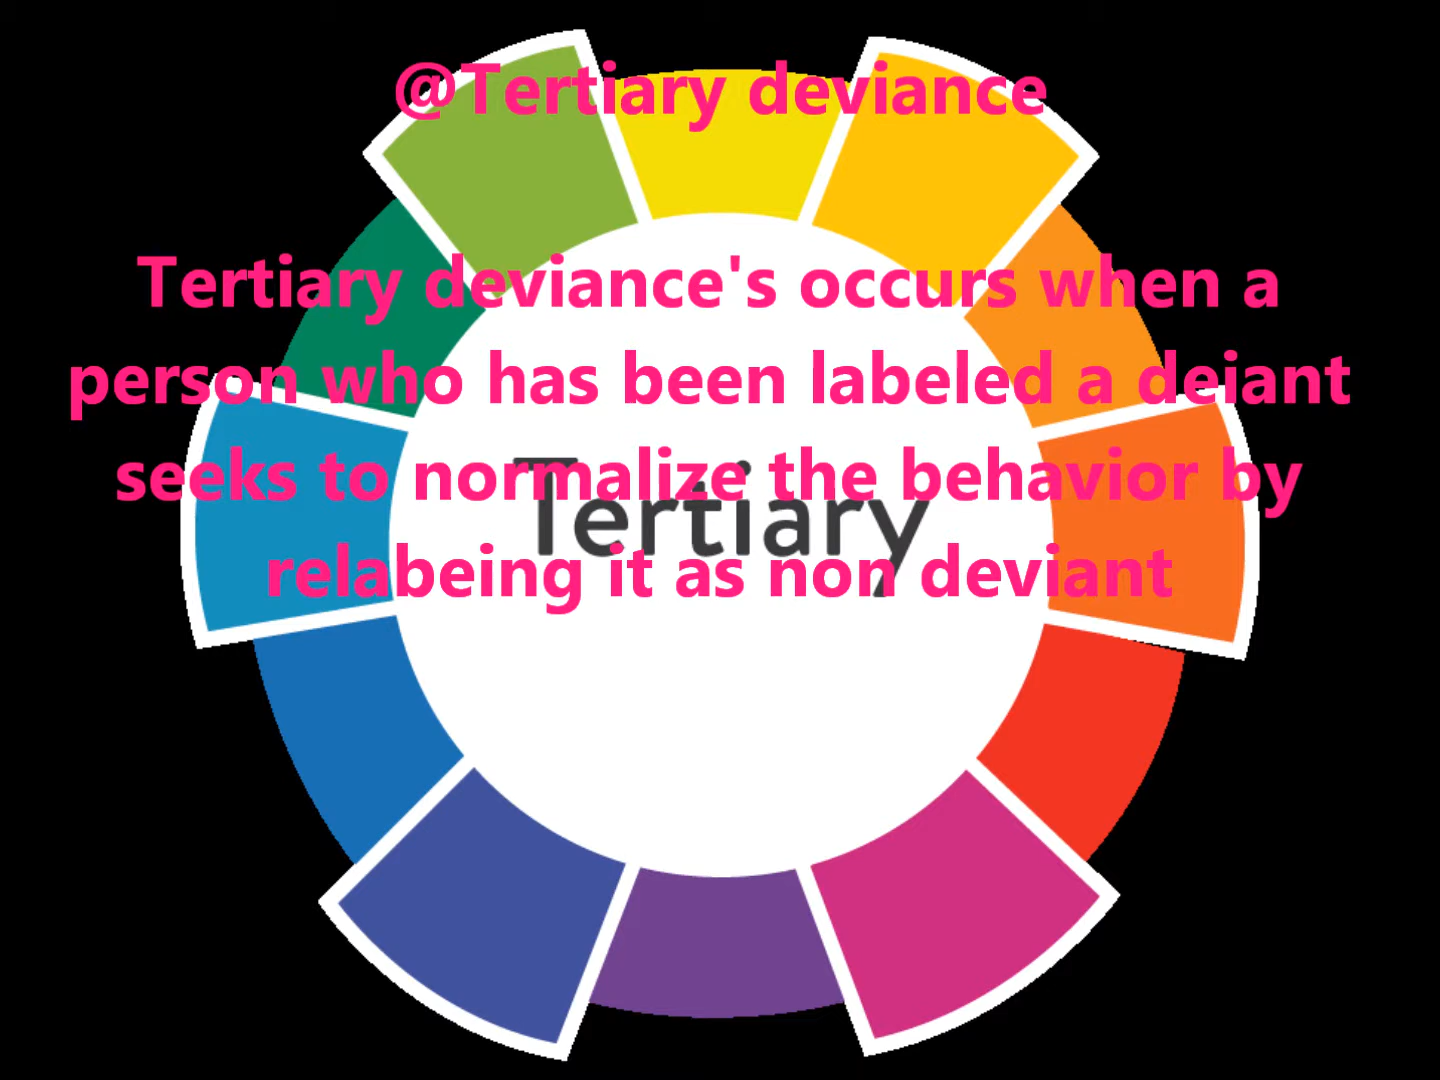 @Tertiary deviance
Tertiary deviance's occurs when a
person who has been labeled a deiant
seeks to normalize the behavior by
Tertiary
relabeing it as non deviant